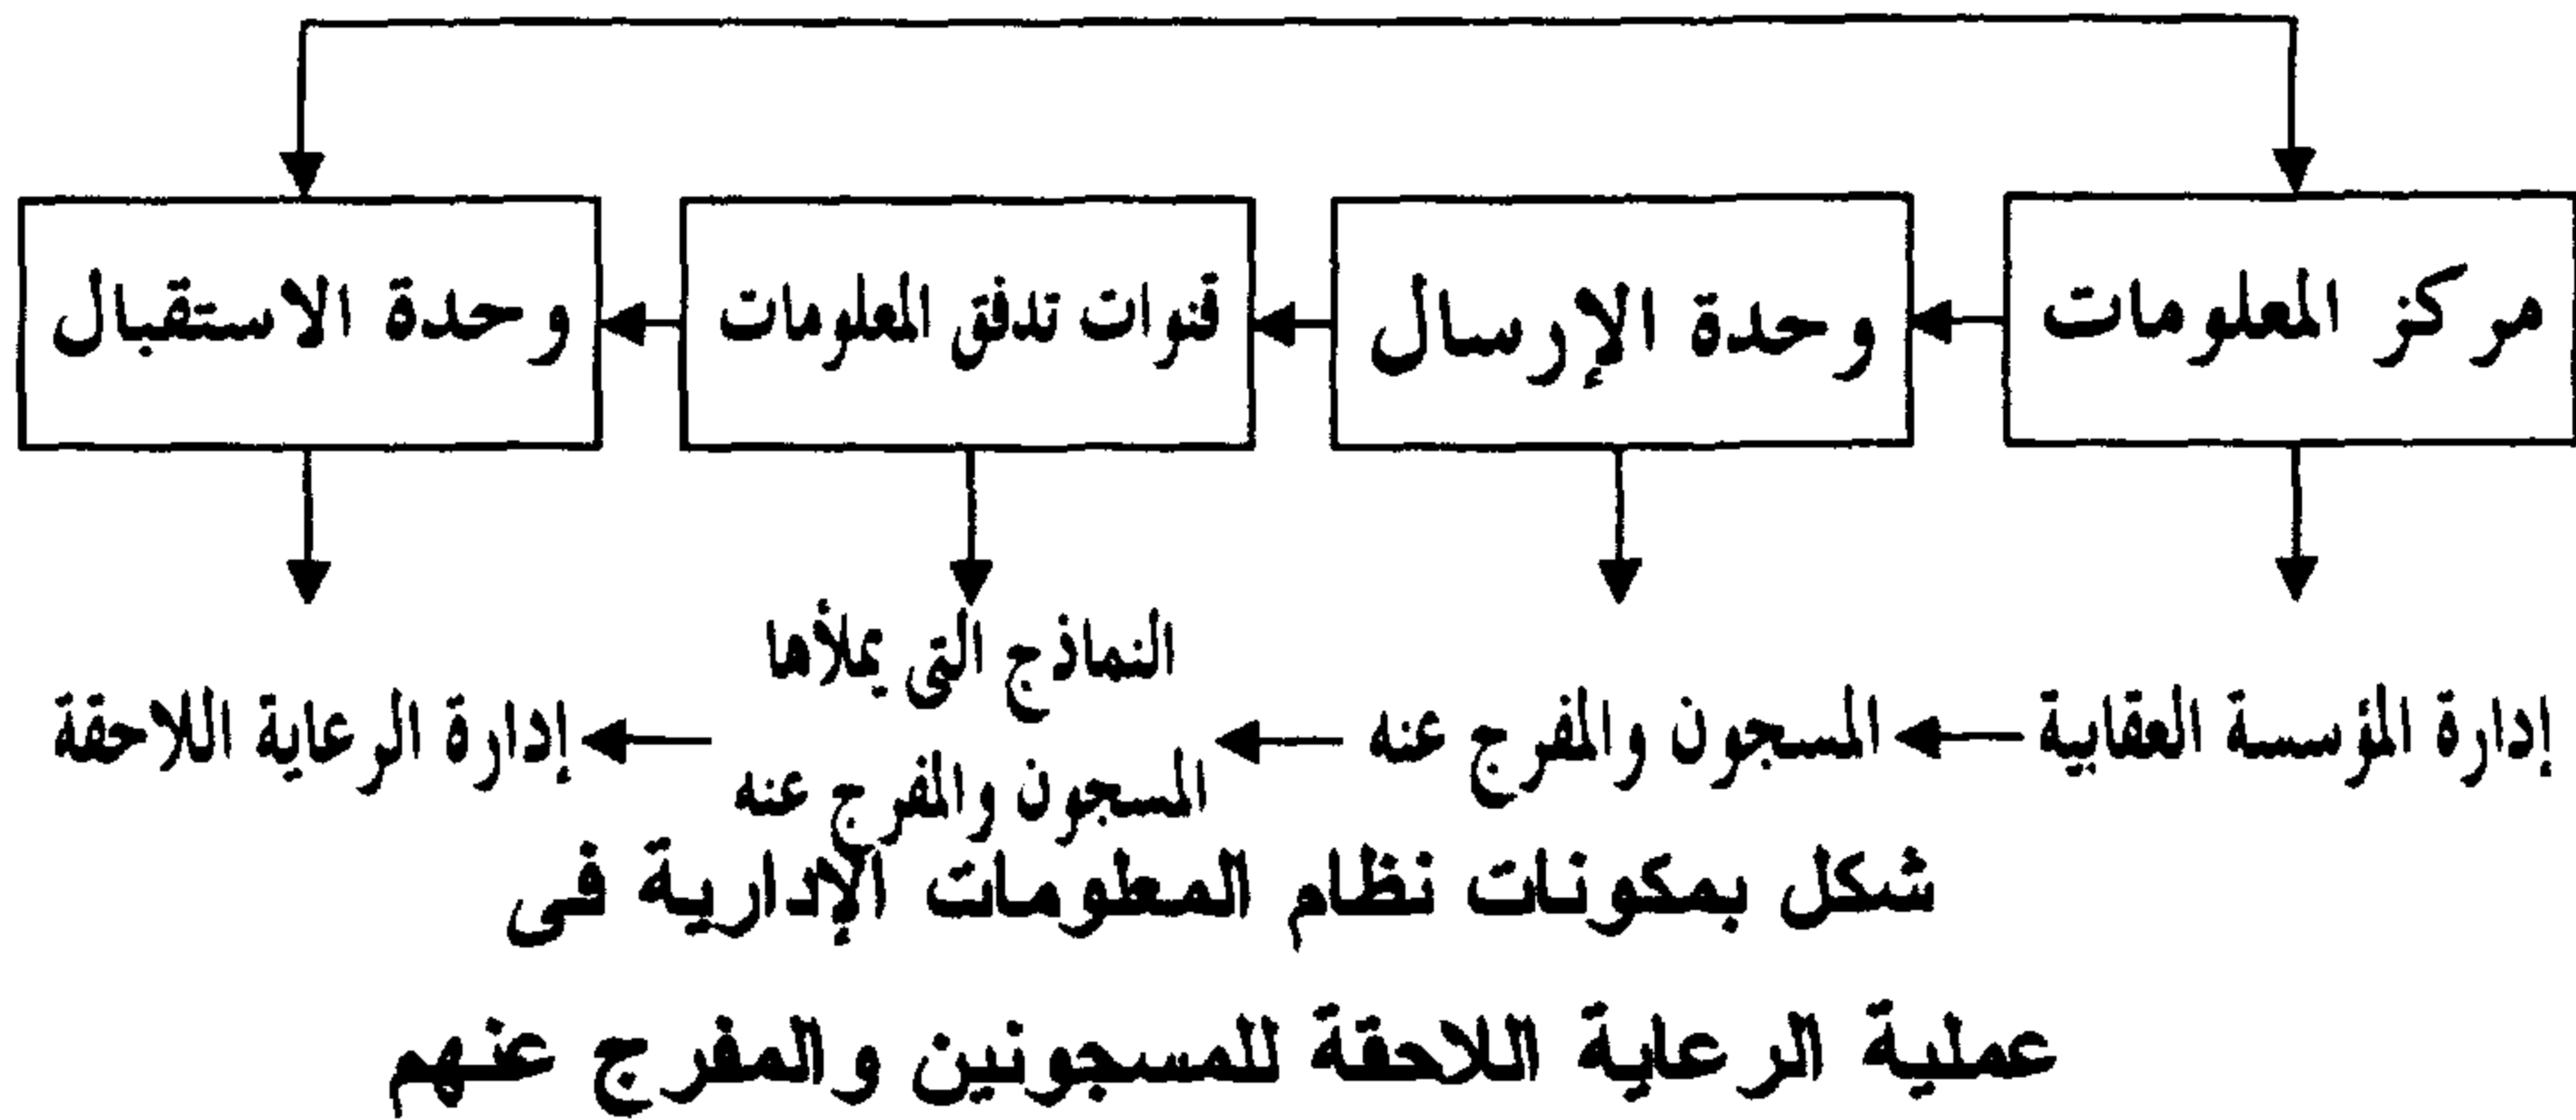 مركز المعلومات
وحدة الإرسال
قنوات تدفق المعلومات
وحدة الاستقبال
إدارة المؤسسة العقابية
المسجون والمفرج عنه
النماذج التى يملأها
المسجون والمفرج عنه
إدارة الرعاية اللاحقة
شكل بمكونات نظام المعلومات الإدارية فى
عملية الرعاية اللاحقة للمسجونين والمفرج عنهم